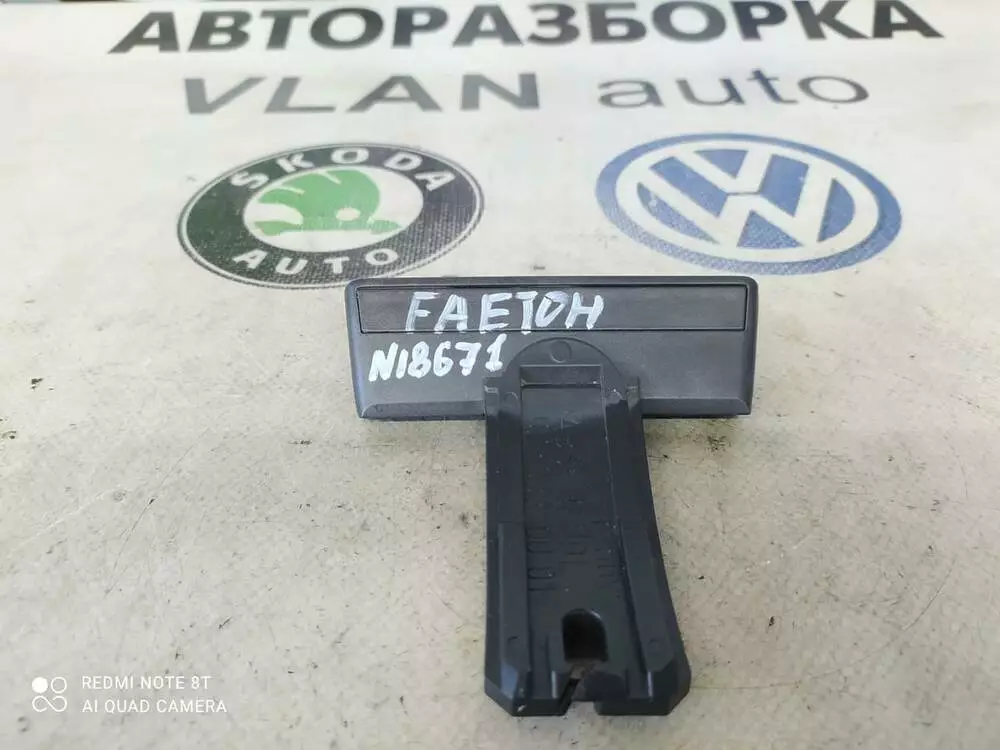 АВТОРАЗБОРКА
VLAN auto
SKODA
AUTO
FAETOH
N18671
REDMI NOTE 8T
AI QUAD CAMERA